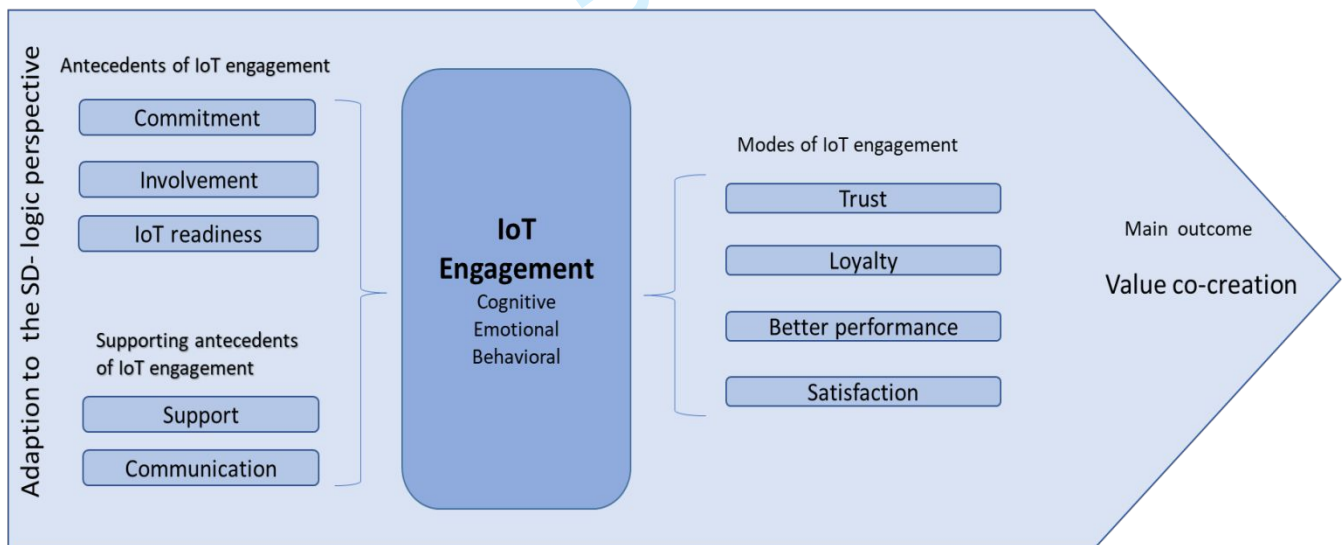 Adaption to the SD- logic perspective
Antecedents of IoT engagement
Commitment
Involvement
IoT readiness
Supporting antecedents
of IoT engagement
Support
Communication
IoT
Engagement
Cognitive
Emotional
Behavioral
Modes of IoT engagement
Trust
Loyalty
Better performance
Satisfaction
Main outcome
Value co-creation